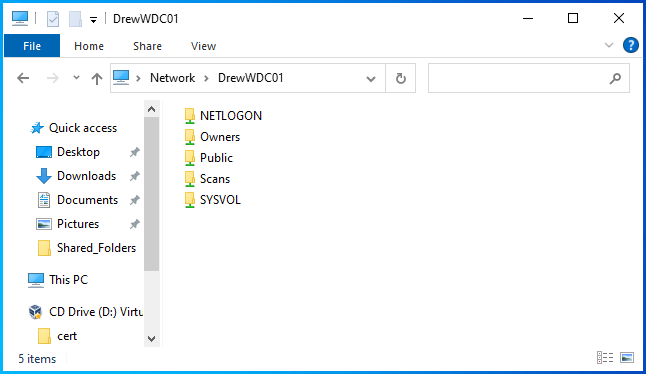 DrewWDC01
File Home Share View
Network DrewWDC01
Quick access
Desktop
Downloads
Documents
Pictures
Shared_Folders
This PC
CD Drive (D:) Virtu
cert
NETLOGON
Owners
Public
Scans
SYSVOL
5 items